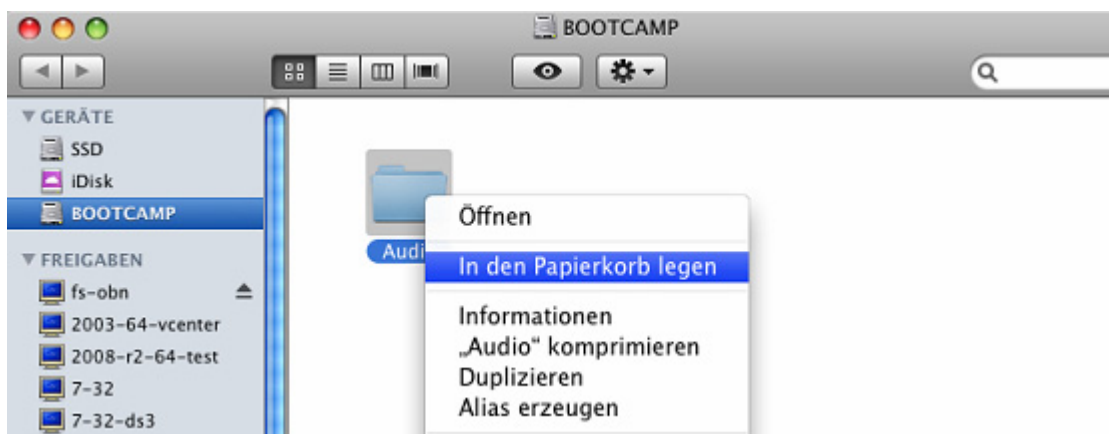 BOOTCAMP
GERÄTE
SSD
iDisk
BOOTCAMP
FREIGABEN
fs-obn
2003-64-vcenter
2008-r2-64-test
7-32
7-32-ds3
Audi
Öffnen
In den Papierkorb legen
Informationen
„Audio“ komprimieren
Duplizieren
Alias erzeugen